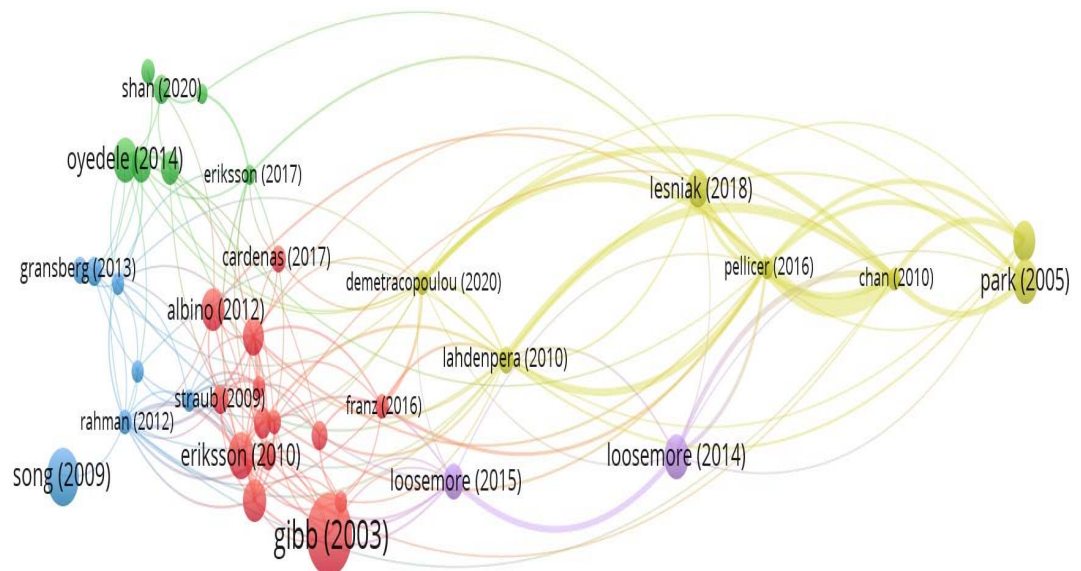 shan (2020)
oyedele (2014)
eriksson (2017)
lesniak (2018)
gransberg (2013)
cardenas (2017)
demetracopoulou (2020)
pellicer (2016)
chan (2010)
park (2005)
albino (2012)
lahdenpera (2010)
straub (2009)
franz (2016)
rahman (2012)
eriksson (2010)
loosemore (2014)
song (2009)
loosemore (2015)
gibb (2003)